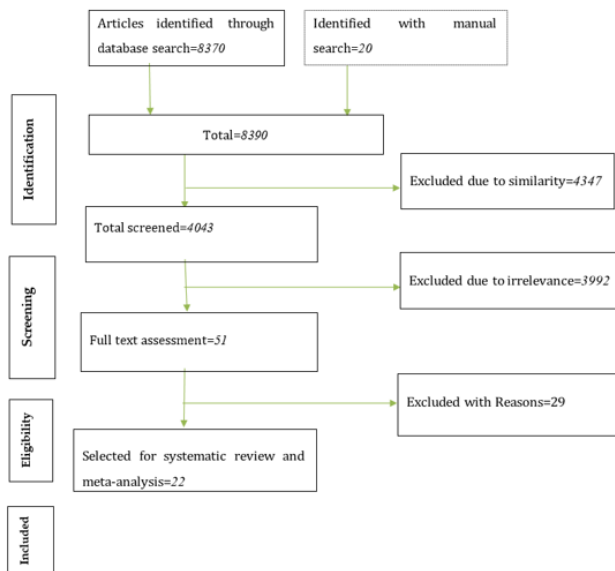 Articles identified through
database search=8370
Identified with manual
search=20
Total=8390
Identification
Excluded due to similarity=4347
Total screened=4043
Excluded due to irrelevance=3992
Screening
Full text assessment=51
Excluded with Reasons=29
Eligibility
Selected for systematic review and
meta-analysis=22
Included